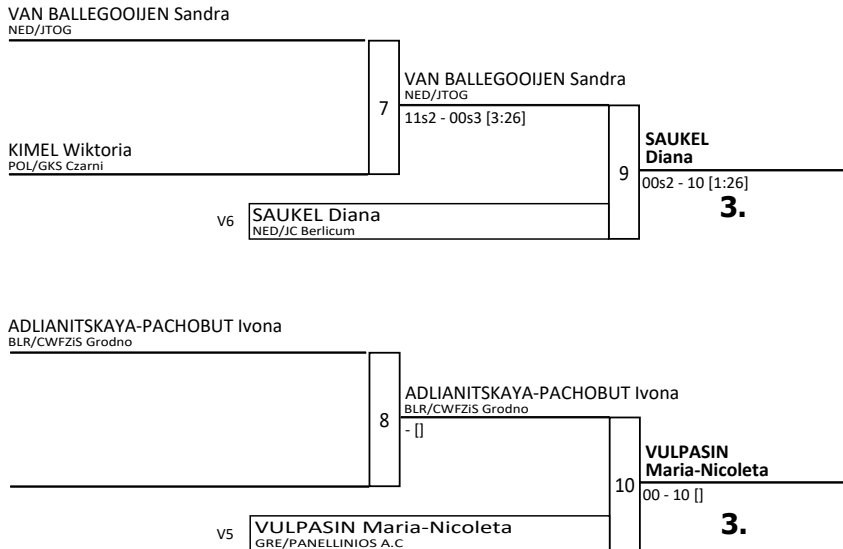 VAN BALLEGOOIJEN Sandra
NED/JTOG
7
VAN BALLEGOOIJEN Sandra
NED/JTOG
11s2 - 00s3 [3:26]
KIMEL Wiktoria
POL/GKS Czarni
9
SAUKEL
Diana
00s2 - 10 [1:26]
3.
V6
SAUKEL Diana
NED/JC Berlicum
ADLIANITSKAYA-PACHOBUT Ivona
BLR/CWFZiS Grodno
8
ADLIANITSKAYA-PACHOBUT Ivona
BLR/CWFZiS Grodno
- []
10
VULPASIN
Maria-Nicoleta
00 - 10 []
3.
V5
VULPASIN Maria-Nicoleta
GRE/PANELLINIOS A.C